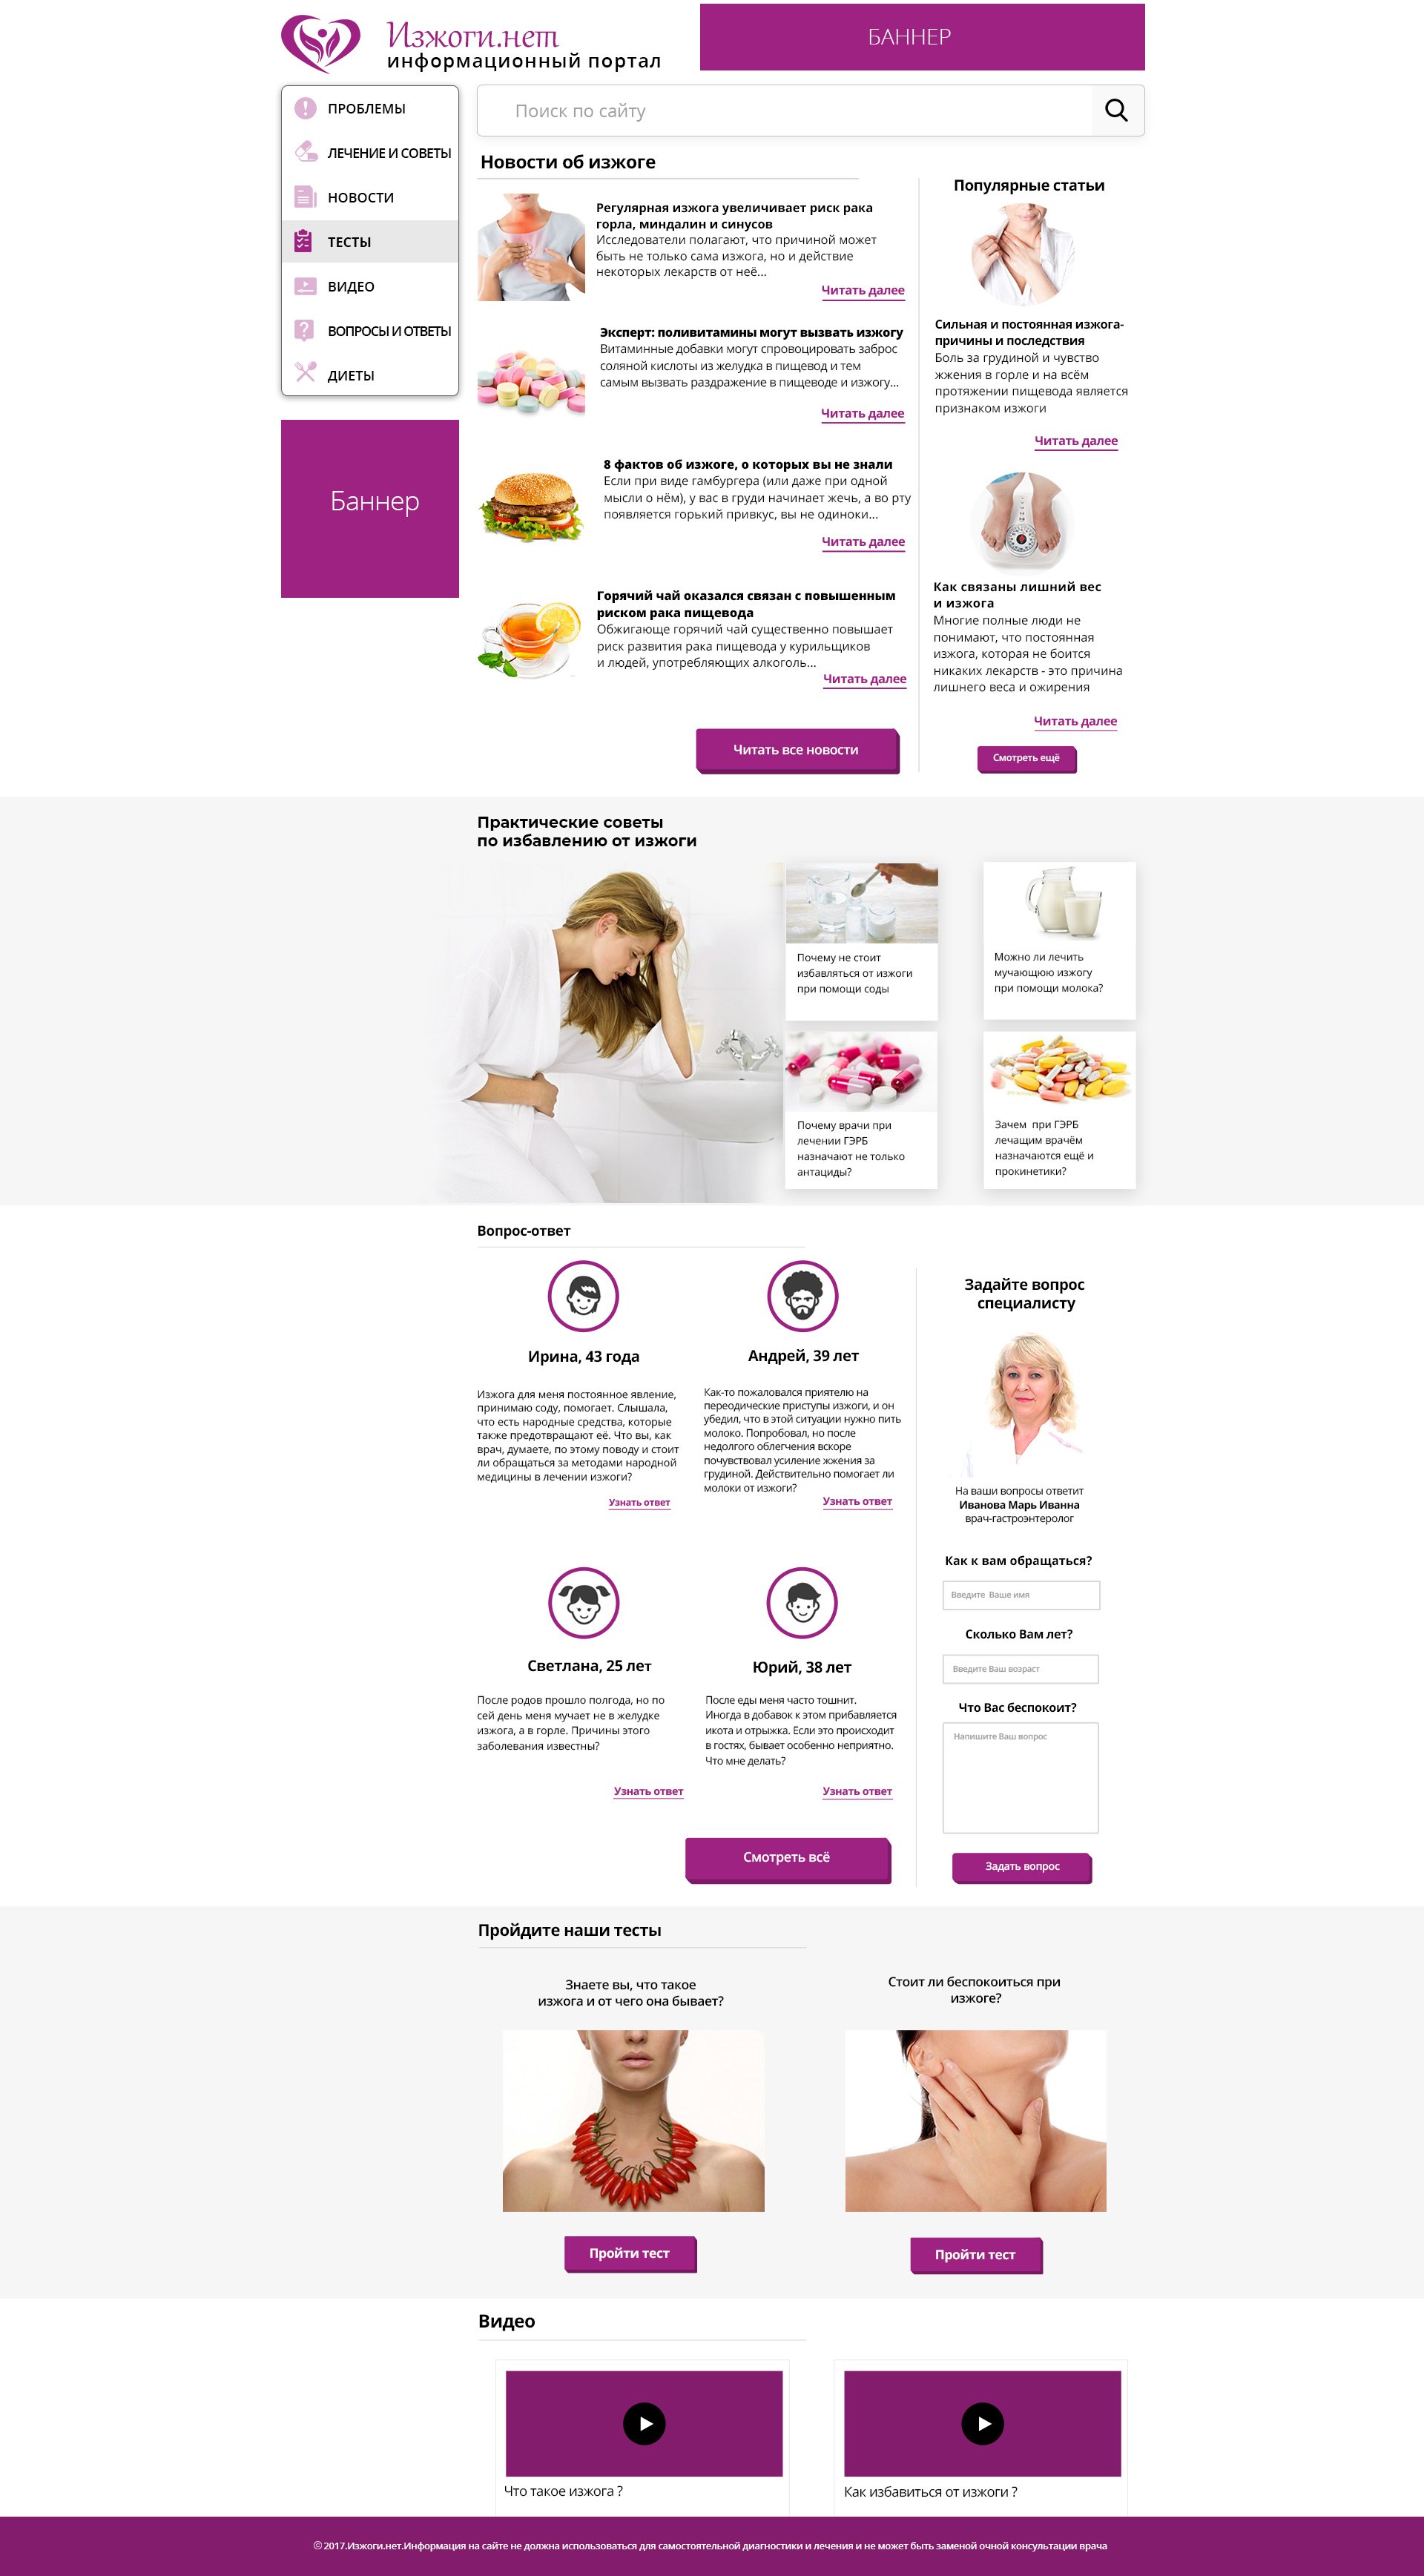 Изжоги.нет
информационный портал
БАННЕР
ПРОБЛЕМЫ
ЛЕЧЕНИЕ И СОВЕТЫ
НОВОСТИ
ТЕСТЫ
ВИДЕО
ВОПРОСЫ И ОТВЕТЫ
ДИЕТЫ
Баннер
Поиск по сайту
Новости об изжоге
Регулярная изжога увеличивает риск рака
горла, миндалин и синусов
Исследователи полагают, что причиной может
быть не только сама изжога, но и действие
некоторых лекарств от неё...
Читать далее
Эксперт: поливитамины могут вызвать изжогу
Витаминные добавки могут спровоцировать заброс
соляной кислоты из желудка в пищевод и тем
самым вызвать раздражение в пищеводе и изжогу...
Читать далее
8 фактов об изжоге, о которых вы не знали
Если при виде гамбургера (или даже при одной
мысли о нём), у вас в груди начинает жечь, а во рту
появляется горький привкус, вы не одиноки...
Читать далее
Горячий чай оказался связан с повышенным
риском рака пищевода
Обжигающе горячий чай существенно повышает
риск развития рака пищевода у курильщиков
и людей, употребляющих алкоголь...
Читать далее
Читать все новости
Популярные статьи
Сильная и постоянная изжога-
причины и последствия
Боль за грудиной и чувство
жжения в горле и на всём
протяжении пищевода является
признаком изжоги
Читать далее
Как связаны лишний вес
и изжога
Многие полные люди не
понимают, что постоянная
изжога, которая не боится
никаких лекарств - это причина
лишнего веса и ожирения
Читать далее
Смотреть ещё
Практические советы
по избавлению от изжоги
Почему не стоит
избавляться от изжоги
при помощи соды
Можно ли лечить
мучающюю изжогу
при помощи молока?
Почему врачи при
лечении ГЭРБ
назначают не только
антациды?
Зачем при ГЭРБ
лечащим врачём
назначаются ещё и
прокинетики?
Вопрос-ответ
Ирина, 43 года
Изжога для меня постоянное явление,
принимаю соду, помогает. Слышала,
что есть народные средства, которые
также предотвращают её. Что вы, как
врач, думаете, по этому поводу и стоит
ли обращаться за методами народной
медицины в лечении изжоги?
Узнать ответ
Андрей, 39 лет
Как-то пожаловался приятелю на
переодические приступы изжоги, и он
убедил, что в этой ситуации нужно пить
молоко. Попробовал, но после
недолгого облегчения вскоре
почувствовал усиление жжения за
грудиной. Действительно помогает ли
молоки от изжоги?
Узнать ответ
Светлана, 25 лет
После родов прошло полгода, но по
сей день меня мучает не в желудке
изжога, а в горле. Причины этого
заболевания известны?
Узнать ответ
Юрий, 38 лет
После еды меня часто тошнит.
Иногда в добавок к этом прибавляется
икота и отрыжка. Если это происходит
в гостях, бывает особенно неприятно.
Что мне делать?
Узнать ответ
Смотреть всё
Задайте вопрос
специалисту
На ваши вопросы ответит
Иванова Марь Иванна
врач-гастроэнтеролог
Как к вам обращаться?
Введите Ваше имя
Сколько Вам лет?
Введите Ваш возраст
Что Вас беспокоит?
Напишите Ваш вопрос
Задать вопрос
Пройдите наши тесты
Знаете вы, что такое
изжога и от чего она бывает?
Пройти тест
Стоит ли беспокоиться при
изжоге?
Пройти тест
Видео
Что такое изжога ?
Как избавиться от изжоги ?
© 2017.Изжоги.нет.Информация на сайте не должна использоваться для самостоятельной диагностики и лечения и не может быть заменой очной консультации врача